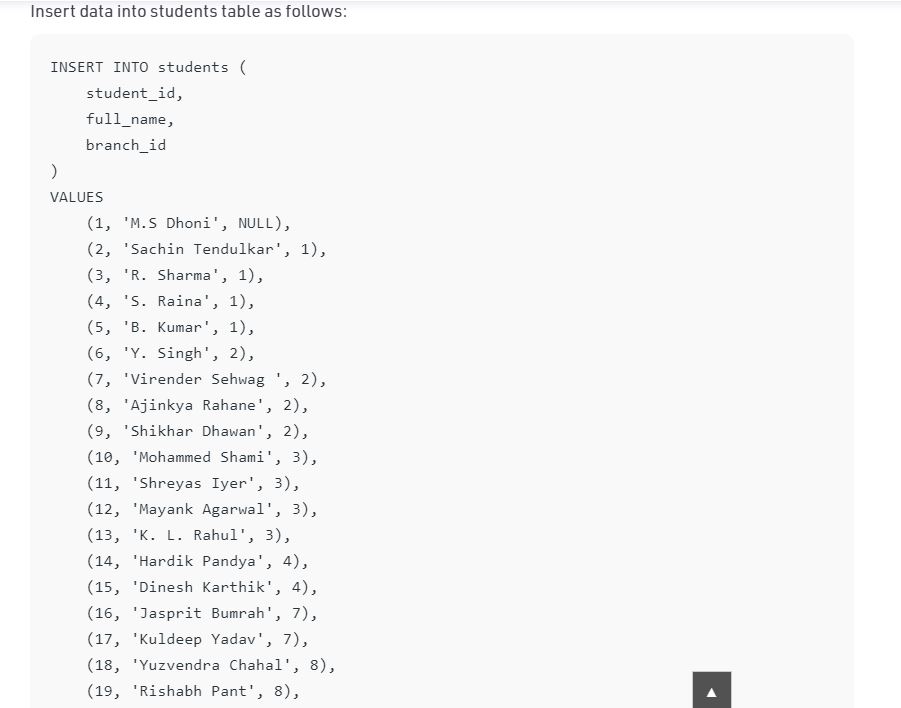 Insert data into students table as follows:
INSERT INTO students (
    student_id,
    full_name,
    branch_id
)
VALUES
    (1, 'M.S Dhoni', NULL),
    (2, 'Sachin Tendulkar', 1),
    (3, 'R. Sharma', 1),
    (4, 'S. Raina', 1),
    (5, 'B. Kumar', 1),
    (6, 'Y. Singh', 2),
    (7, 'Virender Sehwag ', 2),
    (8, 'Ajinkya Rahane', 2),
    (9, 'Shikhar Dhawan', 2),
    (10, 'Mohammed Shami', 3),
    (11, 'Shreyas Iyer', 3),
    (12, 'Mayank Agarwal', 3),
    (13, 'K. L. Rahul', 3),
    (14, 'Hardik Pandya', 4),
    (15, 'Dinesh Karthik', 4),
    (16, 'Jasprit Bumrah', 7),
    (17, 'Kuldeep Yadav', 7),
    (18, 'Yuzvendra Chahal', 8),
    (19, 'Rishabh Pant', 8),